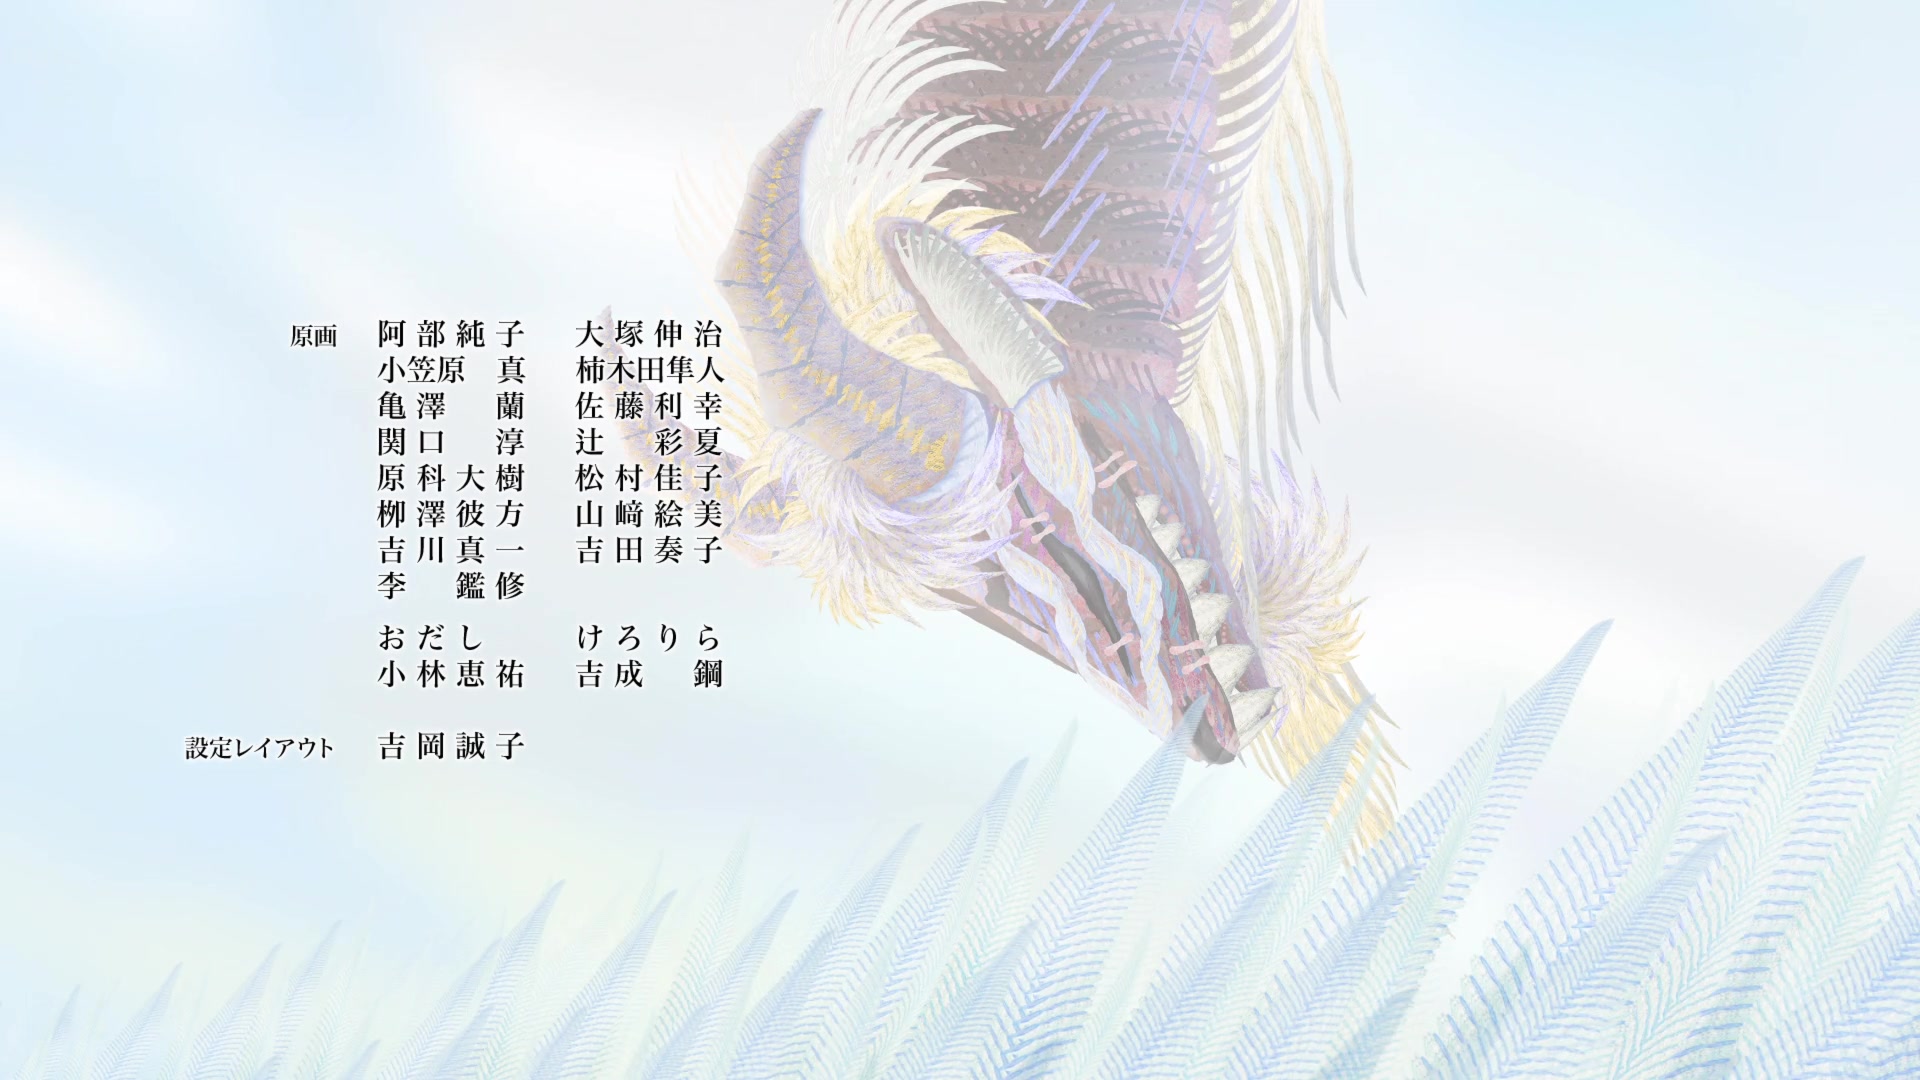 原画 阿部純子 大塚伸治
小笠原 真 柿木田隼人
亀澤 蘭 佐藤利幸
関口 淳 辻 彩夏
原科大樹 松村佳子
栁澤彼方 山﨑絵美
吉川真一 吉田奏子
李 鑑修
おだし けろりら
小林恵祐 吉成 鋼
設定レイアウト 吉岡誠子